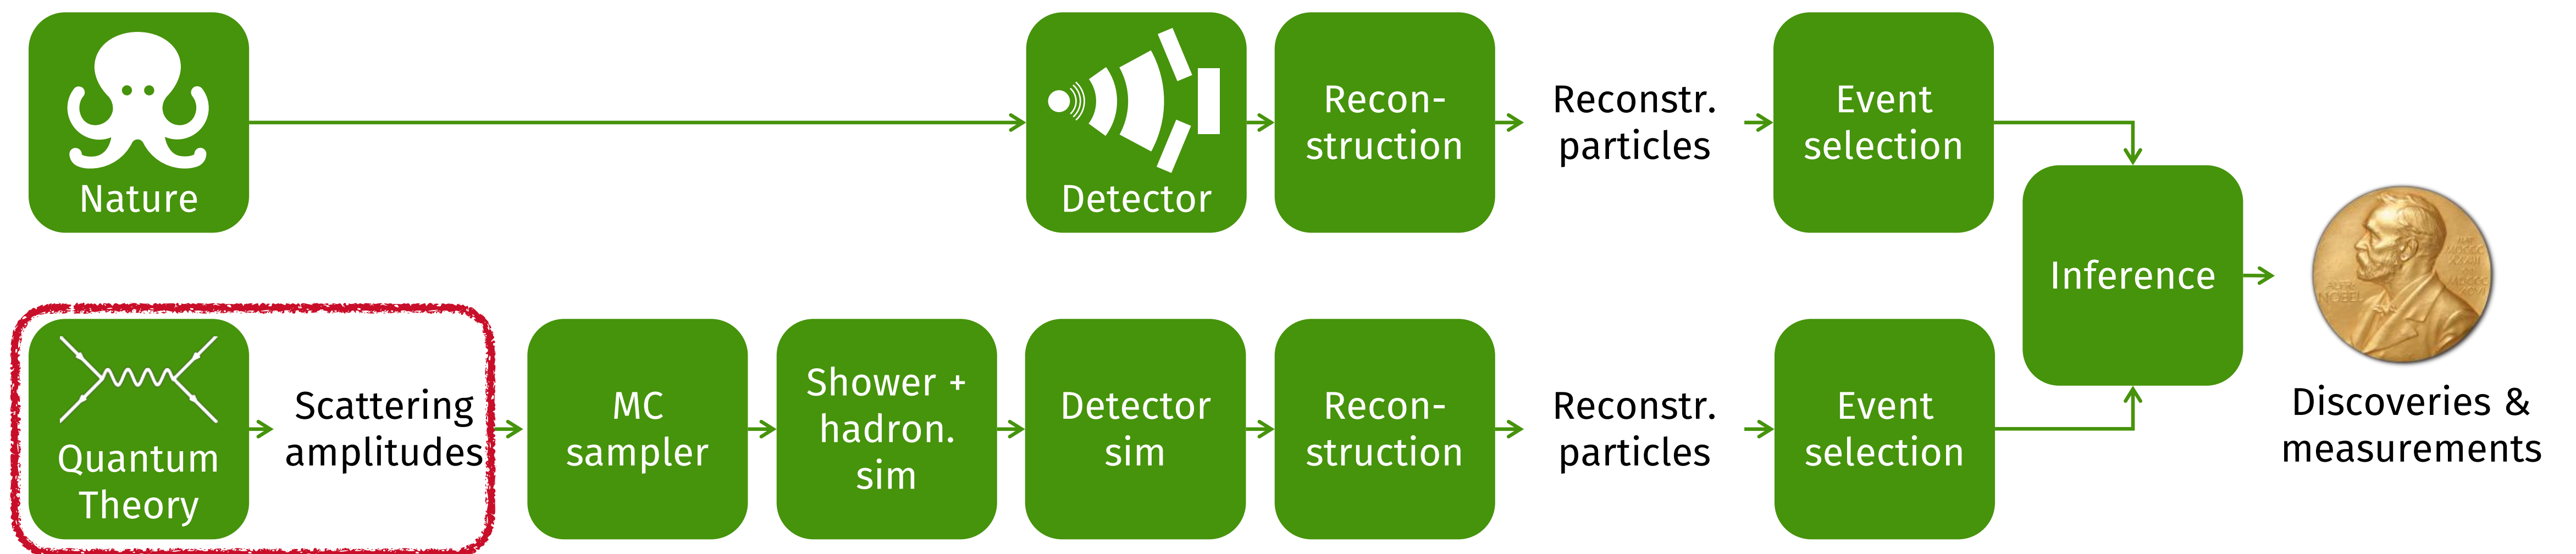 Nature
Detector
Recon-
struction
Reconstr.
particles
Event
selection
Inference
Discoveries &
measurements
Quantum
Theory
Scattering
amplitudes
MC
sampler
Shower +
hadron.
sim
Detector
sim
Recon-
struction
Reconstr.
particles
Event
selection